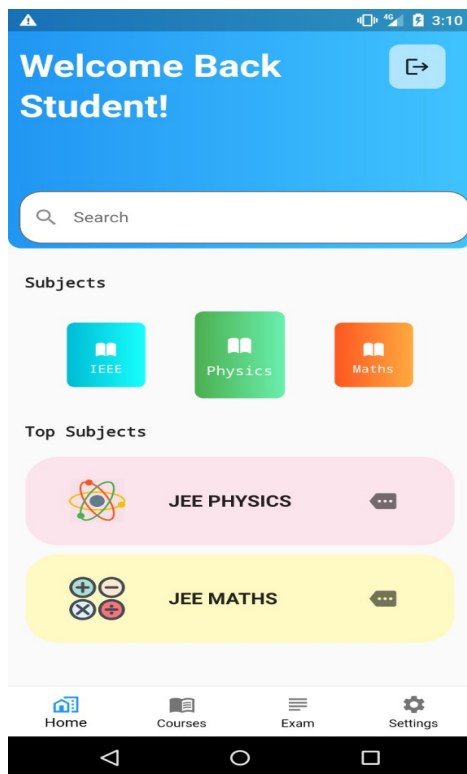 4G 3:10
Welcome Back
Student!
Search
Subjects
IEEE
Physics
Maths
Top Subjects
JEE PHYSICS
JEE MATHS
Home Courses Exam Settings